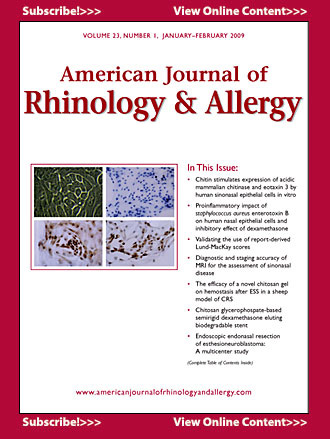 Subscribe!>>> View Online Content>>>
VOLUME 23, NUMBER 1, JANUARY–FEBRUARY 2009
American Journal of
Rhinology & Allergy
In This Issue:
• Chitin stimulates expression of acidic
mammalian chitinase and eotaxin 3 by
human sinonasal epithelial cells in vitro
• Proinflammatory impact of
staphylococcus aureus enterotoxin B
on human nasal epithelial cells and
inhibitory effect of dexamethasone
• Validating the use of report-derived
Lund-MacKay scores
• Diagnostic and staging accuracy of
MRI for the assessment of sinonasal
disease
• The efficacy of a novel chitosan gel
on hemostasis after ESS in a sheep
model of CRS
• Chitosan glycerophosphate-based
semirigid dexamethasone eluting
biodegradable stent
• Endoscopic endonasal resection
of esthesioneuroblastoma:
A multicenter study
(Complete Table of Contents Inside)
www.americanjournalofrhinologyandallergy.com
Subscribe!>>> View Online Content>>>